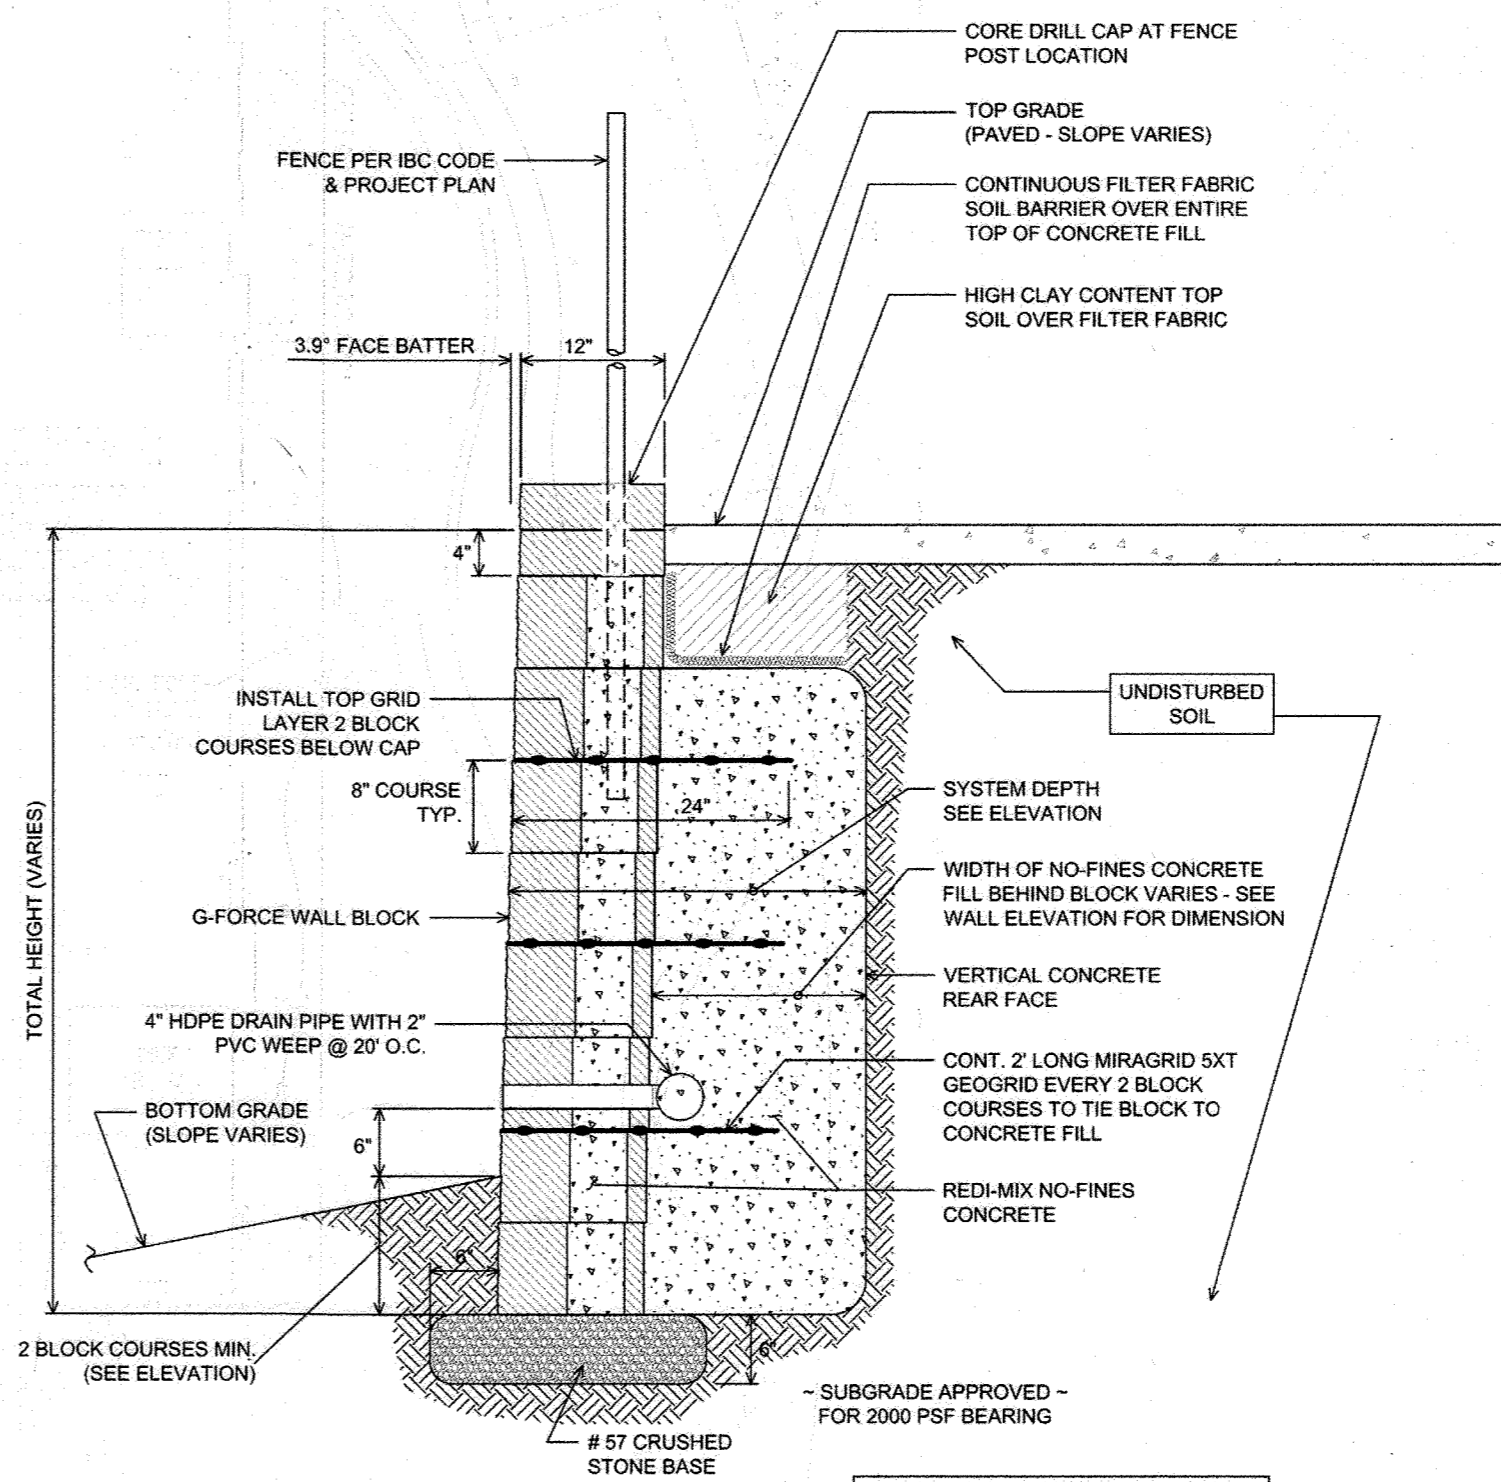 CORE DRILL CAP AT FENCE
POST LOCATION
TOP GRADE
(PAVED - SLOPE VARIES)
FENCE PER IBC CODE
& PROJECT PLAN
CONTINUOUS FILTER FABRIC
SOIL BARRIER OVER ENTIRE
TOP OF CONCRETE FILL
HIGH CLAY CONTENT TOP
SOIL OVER FILTER FABRIC
3.9° FACE BATTER
12"
4"
INSTALL TOP GRID
LAYER 2 BLOCK
COURSES BELOW CAP
UNDISTURBED
SOIL
8" COURSE
TYP.
24"
SYSTEM DEPTH
SEE ELEVATION
TOTAL HEIGHT (VARIES)
G-FORCE WALL BLOCK
WIDTH OF NO-FINES CONCRETE
FILL BEHIND BLOCK VARIES - SEE
WALL ELEVATION FOR DIMENSION
VERTICAL CONCRETE
REAR FACE
4" HDPE DRAIN PIPE WITH 2"
PVC WEEP @ 20' O.C.
CONT. 2' LONG MIRAGRID 5XT
GEOGRID EVERY 2 BLOCK
COURSES TO TIE BLOCK TO
CONCRETE FILL
BOTTOM GRADE
(SLOPE VARIES)
6"
REDI-MIX NO-FINES
CONCRETE
6"
2 BLOCK COURSES MIN.
(SEE ELEVATION)
6"
~ SUBGRADE APPROVED ~
FOR 2000 PSF BEARING
# 57 CRUSHED
STONE BASE